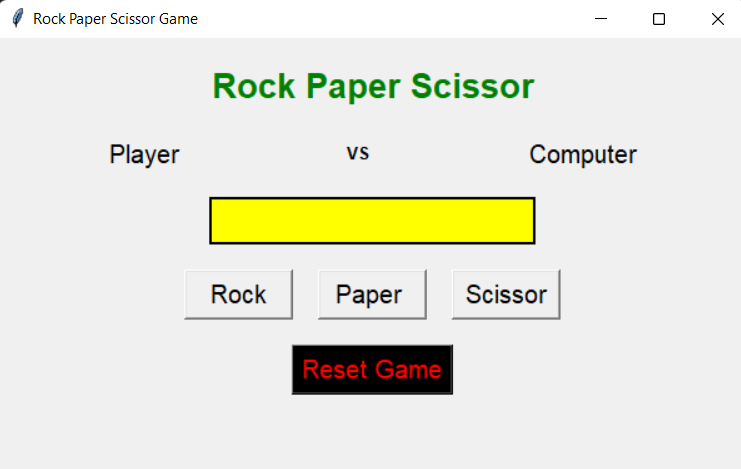 Rock Paper Scissor Game
Rock Paper Scissor
Player vs Computer
Rock Paper Scissor
Reset Game